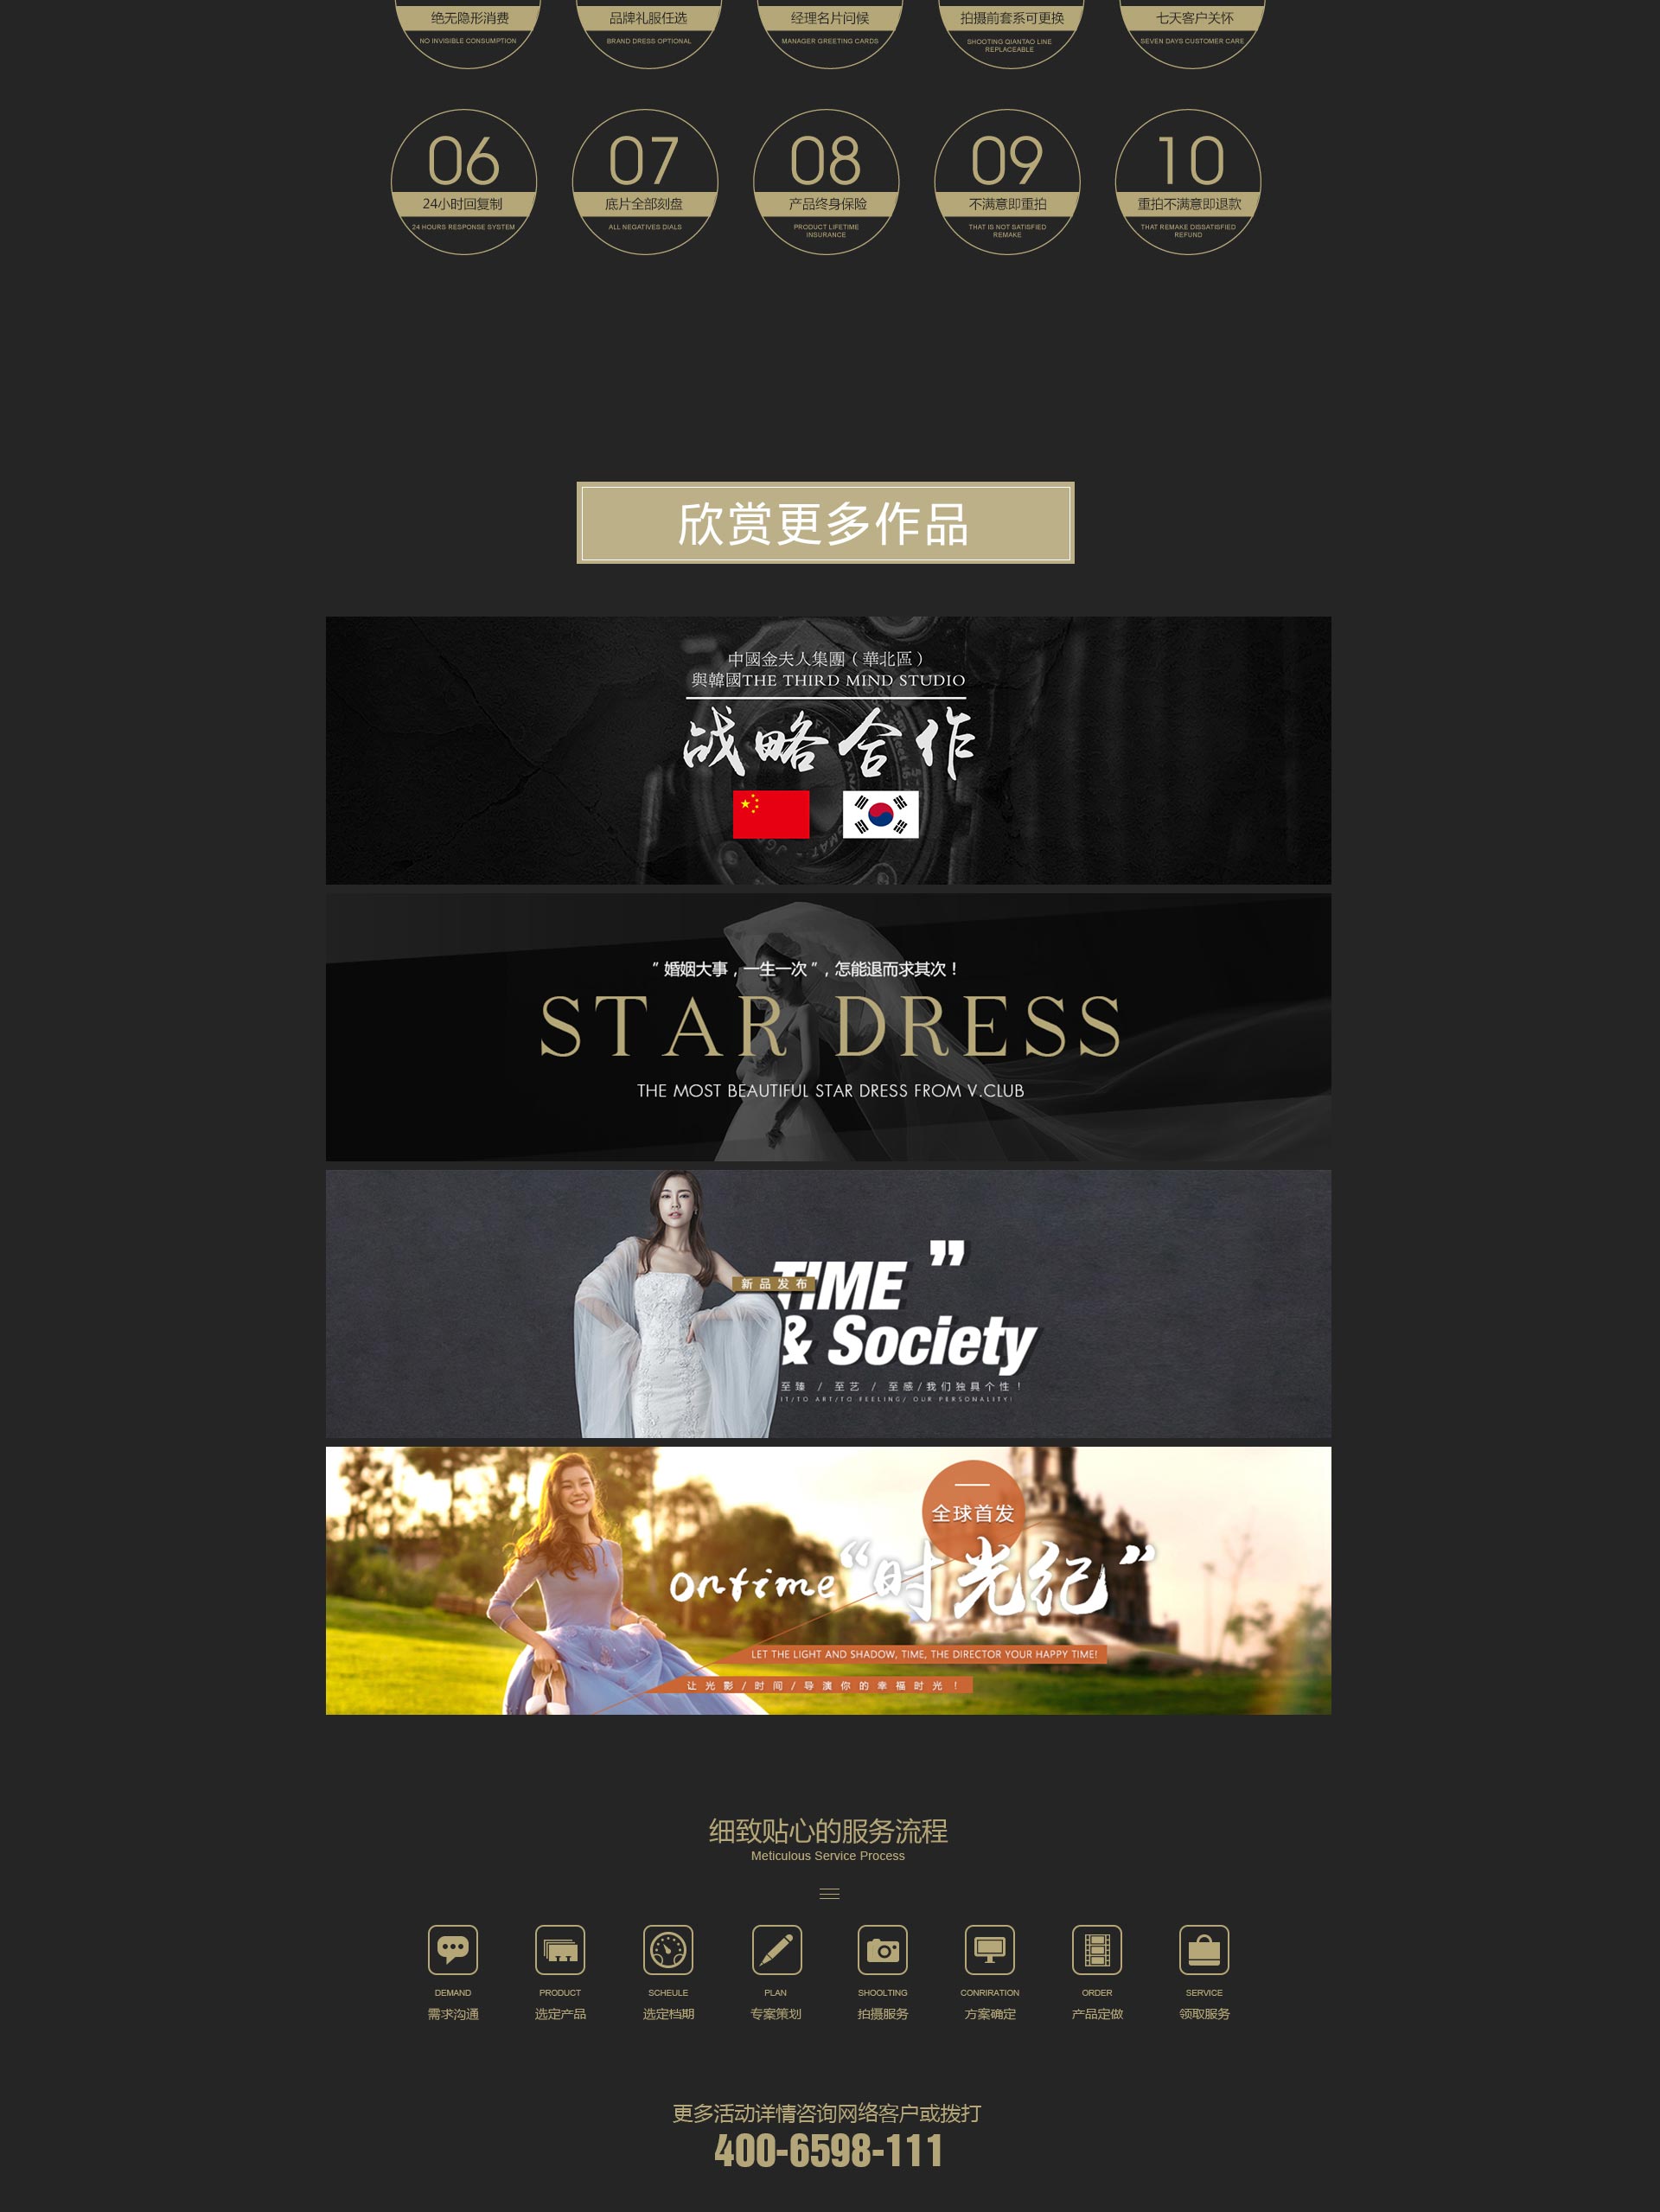 绝无隐形消费
NO INVISIBLE CONSUMPTION
品牌礼服任选
BRAND DRESS OPTIONAL
经理名片问候
MANAGER GREETING CARDS
拍摄前套系可更换
SHOOTING QIANTAO LINE
REPLACEABLE
七天客户关怀
SEVEN DAYS CUSTOMER CARE
06
24小时回复制
24 HOURS RESPONSE SYSTEM
07
底片全部刻盘
ALL NEGATIVES DIALS
08
产品终身保险
PRODUCT LIFETIME
INSURANCE
09
不满意即重拍
THAT IS NOT SATISFIED
REMAKE
10
重拍不满意即退款
THAT REMAKE DISSATISFIED
REFUND
欣赏更多作品
中國金夫人集團（華北區）
與韓國THE THIRD MIND STUDIO
战略合作
“婚姻大事，一生一次”，怎能退而求其次！
STAR DRESS
THE MOST BEAUTIFUL STAR DRESS FROM V.CLUB
新品发布
TIME ”
& Society
至臻 / 至艺 / 至感/我们独具个性！
IT/TO ART/TO FEELING/ OUR PERSONALITY!
全球首发
ontime“时光纪”
LET THE LIGHT AND SHADOW, TIME, THE DIRECTOR YOUR HAPPY TIME!
让光影/时间/导演你的幸福时光！
细致贴心的服务流程
Meticulous Service Process
DEMAND
需求沟通
PRODUCT
选定产品
SCHEULE
选定档期
PLAN
专案策划
SHOOLTING
拍摄服务
CONRIRATION
方案确定
ORDER
产品定做
SERVICE
领取服务
更多活动详情咨询网络客户或拨打
400-6598-111